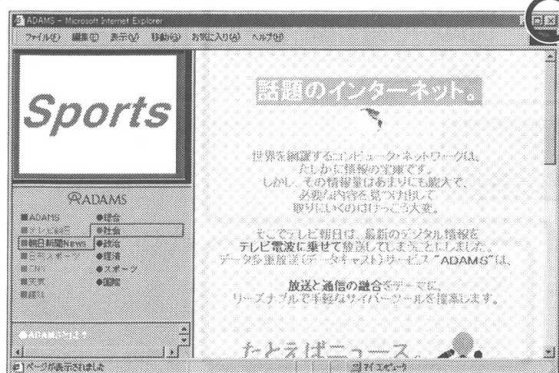 ADAMS - Microsoft Internet Explorer
ファイル(F) 編集(E) 表示(V) 移動(G) お気に入り(A) ヘルプ(H)
Sports
ADAMS
■ADAMS ●総合
■テレビ朝日 ●社会
■朝日新聞News ●政治
■日刊スポーツ ●経済
■CNN ●スポーツ
■天気 ●国際
●ADAMSとは?
話題のインターネット。
世界を網羅するコンピュータ・ネットワークは、
たしかに情報の宝庫です。
しかし、その情報量はあまりにも膨大で、
必要な内容を見つけ出して
取りにいくのはけっこう大変。
そこでテレビ朝日は、最新のデジタル情報を
テレビ電波に乗せて放送してしまうことにしました。
データ多重放送(データキャスト)サービス"ADAMS"は、
放送と通信の融合をテーマに、
リーズナブルで手軽なサイバーツールを提案します。
たとえばニュース。
ページが表示されました
マイ コンピュータ